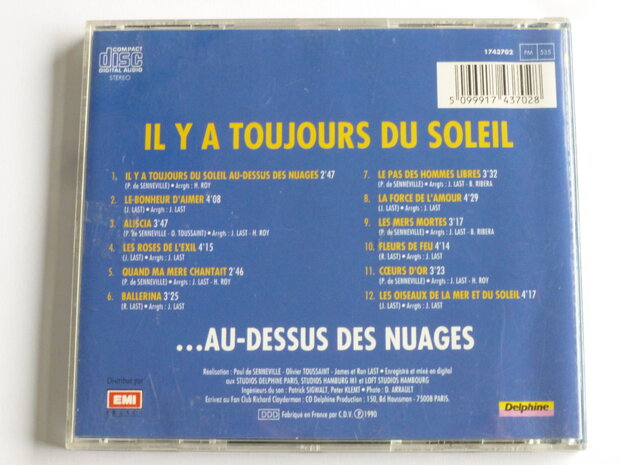 COMPACT
disc
DIGITAL AUDIO
STEREO
1743702
PM 535
5 099917 437028
IL Y A TOUJOURS DU SOLEIL
1. IL Y A TOUJOURS DU SOLEIL AU-DESSUS DES NUAGES 2'47
(P. de SENNEVILLE) • Arrgts : H. ROY
2. LE BONHEUR D'AIMER 4'08
(J. LAST) • Arrgts : J. LAST
3. ALISCIA 3'47
(P. de SENNEVILLE - O. TOUSSAINT) • Arrgts : J. LAST - H. ROY
4. LES ROSES DE L'EXIL 4'15
(J. LAST) • Arrgts : J. LAST
5. QUAND MA MERE CHANTAIT 2'46
(P. de SENNEVILLE) • Arrgts : J. LAST - H. ROY
6. BALLERINA 3'25
(R. LAST) • Arrgts : J. LAST
7. LE PAS DES HOMMES LIBRES 3'32
(P. de SENNEVILLE) • Arrgts : J. LAST - B. RIBERA
8. LA FORCE DE L'AMOUR 4'29
(J. LAST) • Arrgts : J. LAST
9. LES MERS MORTES 3'17
(P. de SENNEVILLE) • Arrgts : J. LAST - B. RIBERA
10. FLEURS DE FEU 4'14
(R. LAST) • Arrgts : J. LAST
11. CŒURS D'OR 3'23
(P. de SENNEVILLE) • Arrgts : J. LAST - H. ROY
12. LES OISEAUX DE LA MER ET DU SOLEIL 4'17
(J. LAST) • Arrgts : J. LAST
...AU-DESSUS DES NUAGES
Réalisation : Paul de SENNEVILLE - Olivier TOUSSAINT - James et Ron LAST • Enregistré et mixé en digital
aux STUDIOS DELPHINE PARIS, STUDIOS HAMBURG M1 et LOFT STUDIOS HAMBOURG
Ingénieurs du son : Patrick SIGWALT, Peter KLEMT • Photo : D. ARRAULT
Ecrivez au Fan Club Richard Clayderman : CD Delphine Production : 150, Bd Haussman - 75008 PARIS.
DDD Fabriqué en France par C.D.V. Ⓟ 1990
Distribué par
EMI
Delphine